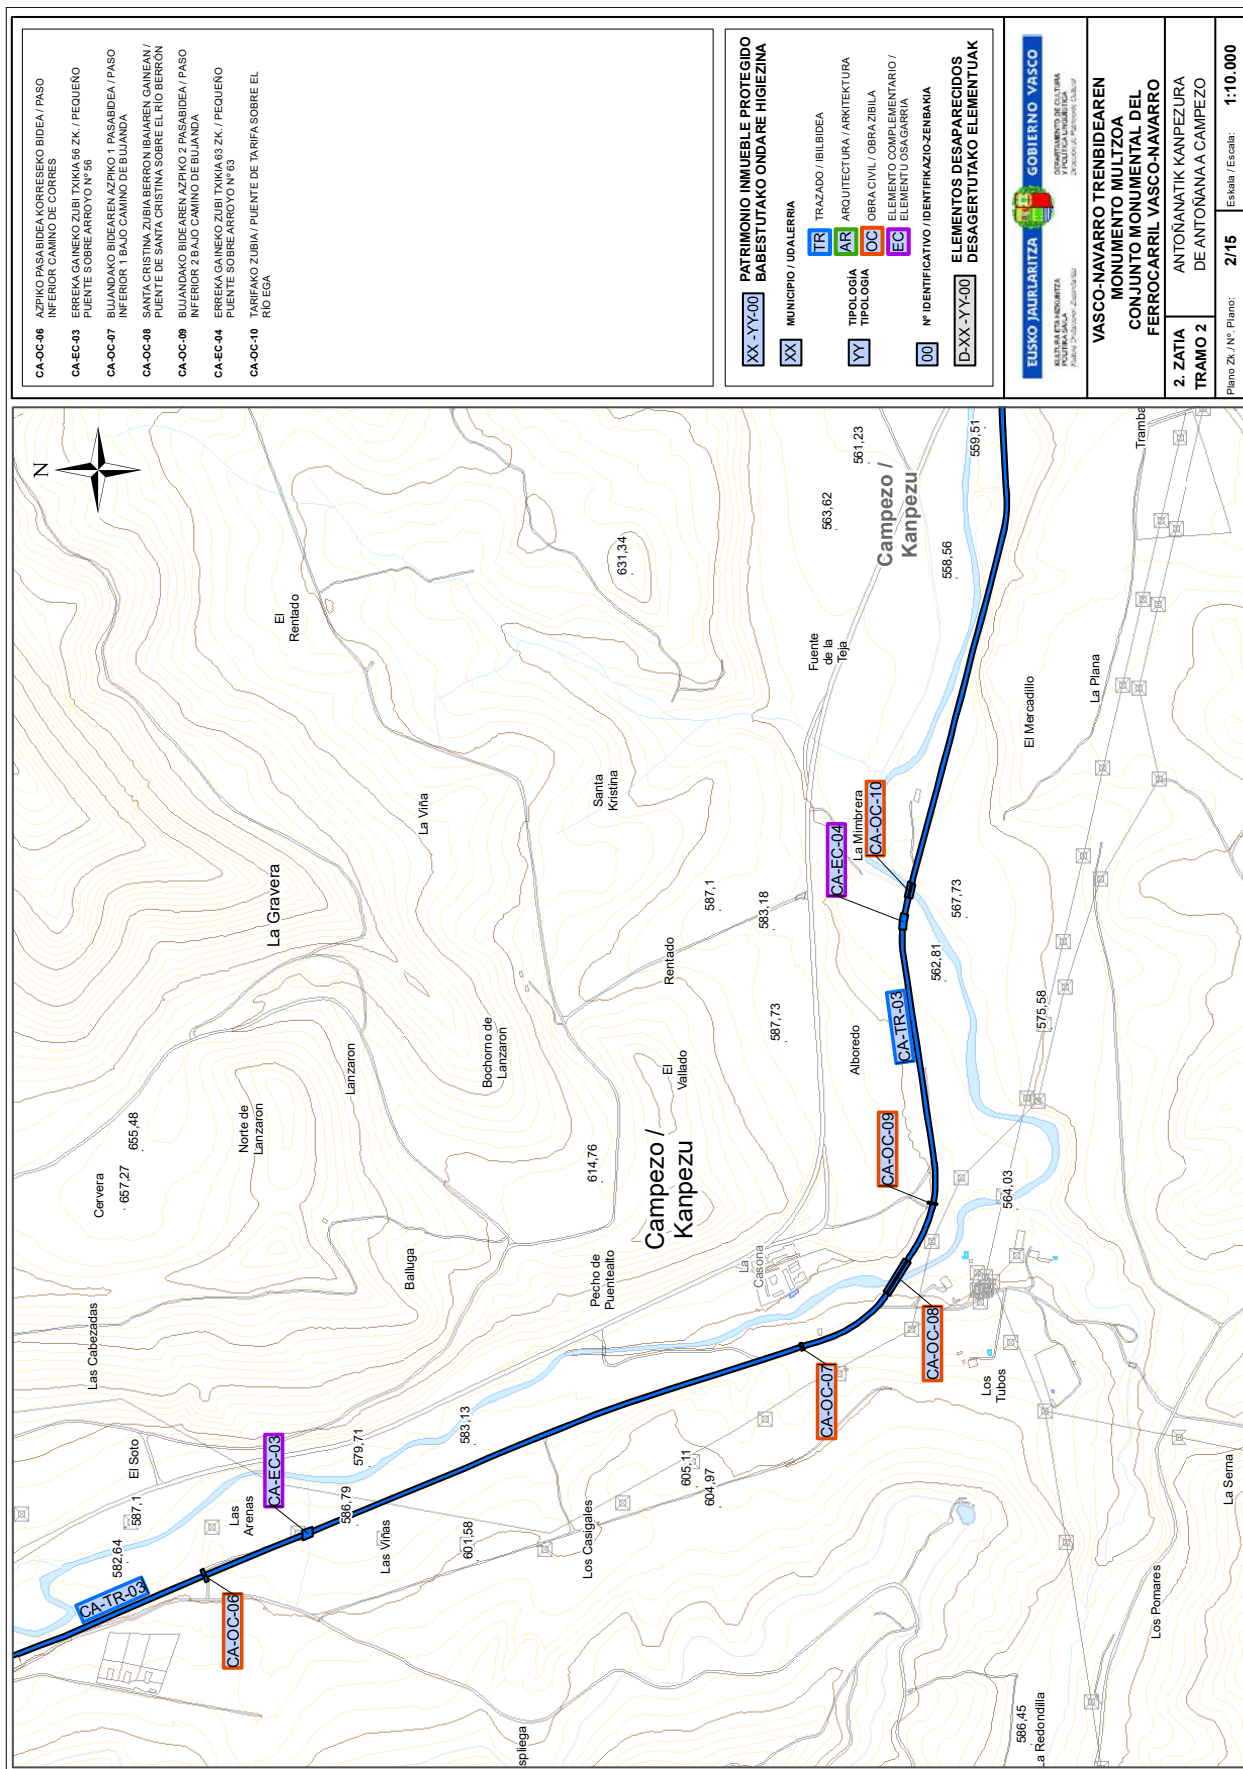 CA-OC-06 AZPIKO PASABIDEA KORRESEKO BIDEA / PASO
INFERIOR CAMINO DE CORRES
CA-EC-03 ERREKA GAINEKO ZUBI TXIKIA 56 ZK. / PEQUEÑO
PUENTE SOBRE ARROYO Nº 56
CA-OC-07 BUJANDAKO BIDEAREN AZPIKO 1 PASABIDEA / PASO
INFERIOR 1 BAJO CAMINO DE BUJANDA
CA-OC-08 SANTA CRISTINA ZUBIA BERRON IBAIAREN GAINEAN /
PUENTE DE SANTA CRISTINA SOBRE EL RÍO BERRÓN
CA-OC-09 BUJANDAKO BIDEAREN AZPIKO 2 PASABIDEA / PASO
INFERIOR 2 BAJO CAMINO DE BUJANDA
CA-EC-04 ERREKA GAINEKO ZUBI TXIKIA 63 ZK. / PEQUEÑO
PUENTE SOBRE ARROYO Nº 63
CA-OC-10 TARIFAKO ZUBIA / PUENTE DE TARIFA SOBRE EL
RÍO EGA
XX -YY-00 PATRIMONIO INMUEBLE PROTEGIDO
BABESTUTAKO ONDARE HIGIEZINA
XX MUNICIPIO / UDALERRIA
YY TIPOLOGÍA
TIPOLOGIA
TR TRAZADO / IBILBIDEA
AR ARQUITECTURA / ARKITEKTURA
OC OBRA CIVIL / OBRA ZIBILA
EC ELEMENTO COMPLEMENTARIO /
ELEMENTU OSAGARRIA
00 Nº IDENTIFICATIVO / IDENTIFIKAZIO-ZENBAKIA
D-XX -YY-00 ELEMENTOS DESAPARECIDOS
DESAGERTUTAKO ELEMENTUAK
EUSKO JAURLARITZA GOBIERNO VASCO
KULTURA ETA HIZKUNTZA
POLITIKA SAILA
DEPARTAMENTO DE CULTURA
Y POLÍTICA LINGÜÍSTICA
VASCO-NAVARRO TRENBIDEAREN
MONUMENTO MULTZOA
CONJUNTO MONUMENTAL DEL
FERROCARRIL VASCO-NAVARRO
2. ZATIA
TRAMO 2
ANTOÑANATIK KANPEZURA
DE ANTOÑANA A CAMPEZO
Plano Zk./ Nº. Plano: 2/15 Eskala / Escala: 1:10.000
N
El
Rentado
631,34
563,62
561,23
Campezo /
Kanpezu
559,51
558,56
Tramba
Fuente
de la
Teja
El Mercadillo
La Plana
La Viña
Santa
Kristina
La Gravera
587,1
583,18
CA-EC-04
La Mimbrera
CA-OC-10
567,73
562,81
Rentado
587,73
CA-TR-03
575,58
Alboredo
Bochorno de
Lanzaron
Lanzaron
El
Vallado
Norte de
Lanzaron
655,48
657,27
Cervera
614,76
Campezo /
Kanpezu
CA-OC-09
564,03
Balluga
Pecho de
Puentealto
La
Casona
CA-OC-08
CA-OC-07
Los
Tubos
Las Cabezadas
583,13
579,71
El Soto
CA-EC-03
587,1
Las
Arenas
586,79
582,64
Las Viñas
601,58
605,11
604,97
Los Casigales
La Serna
CA-TR-03
CA-OC-06
Los Pomares
586,45
La Redondilla
spliega